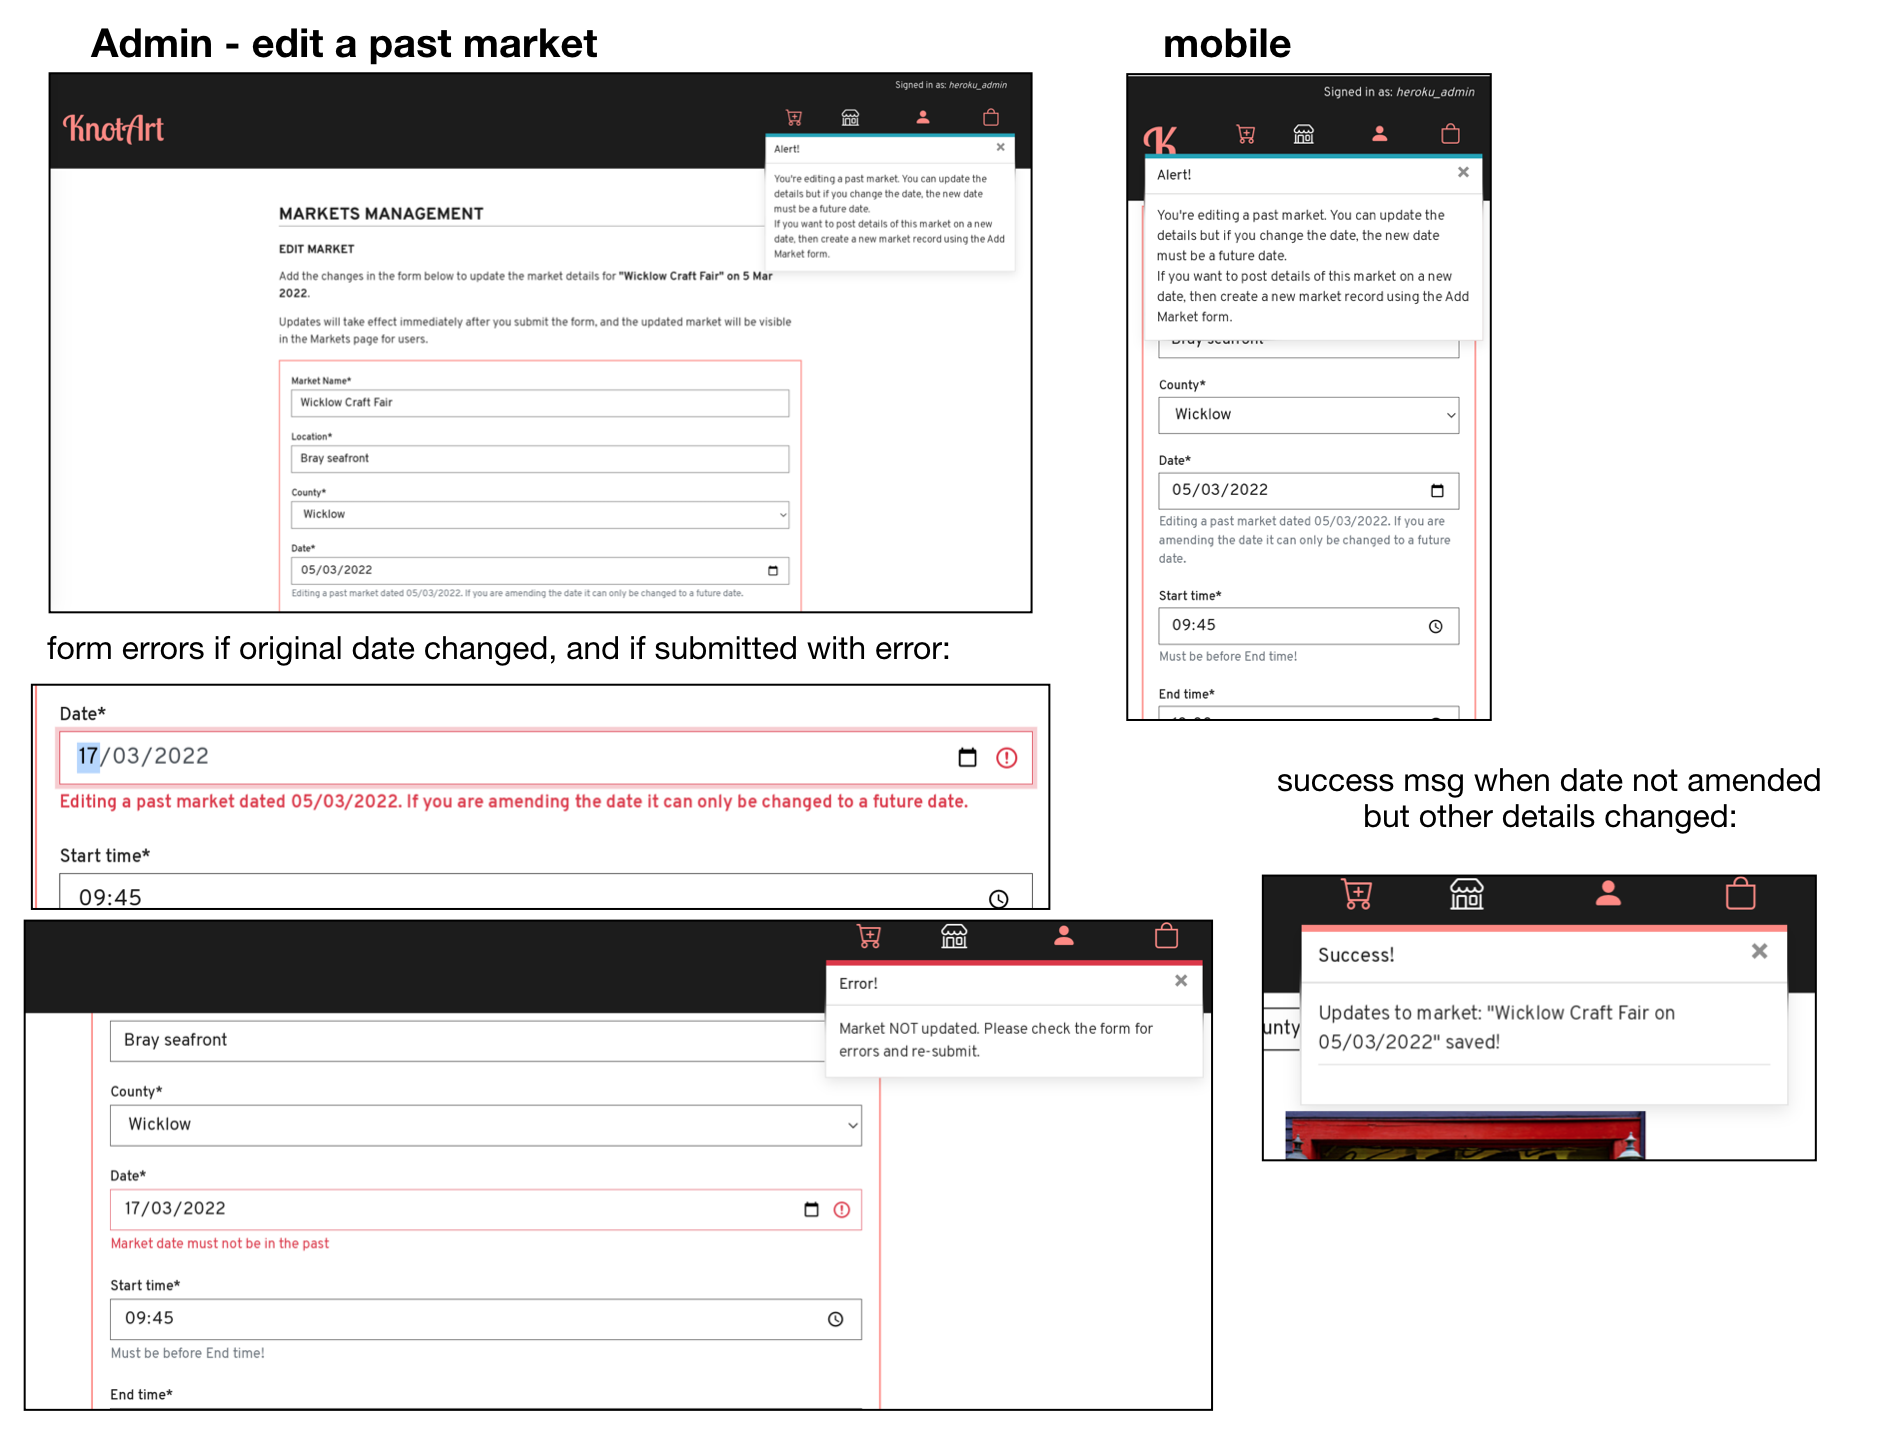 Admin - edit a past market
Signed in as: heroku_admin
KnotArt
Alert!
You're editing a past market. You can update the
details but if you change the date, the new date
must be a future date.
If you want to post details of this market on a new
date, then create a new market record using the Add
Market form.
MARKETS MANAGEMENT
EDIT MARKET
Add the changes in the form below to update the market details for "Wicklow Craft Fair" on 5 Mar
2022.
Updates will take effect immediately after you submit the form, and the updated market will be visible
in the Markets page for users.
Market Name*
Wicklow Craft Fair
Location*
Bray seafront
County*
Wicklow
Date*
05/03/2022
Editing a past market dated 05/03/2022. If you are amending the date it can only be changed to a future date.
mobile
Signed in as: heroku_admin
K
Alert!
You're editing a past market. You can update the
details but if you change the date, the new date
must be a future date.
If you want to post details of this market on a new
date, then create a new market record using the Add
Market form.
Bray seafront
County*
Wicklow
Date*
05/03/2022
Editing a past market dated 05/03/2022. If you are
amending the date it can only be changed to a future
date.
Start time*
09:45
Must be before End time!
End time*
form errors if original date changed, and if submitted with error:
Date*
17/03/2022
Editing a past market dated 05/03/2022. If you are amending the date it can only be changed to a future date.
Start time*
09:45
Error!
Market NOT updated. Please check the form for
errors and re-submit.
Bray seafront
County*
Wicklow
Date*
17/03/2022
Market date must not be in the past
Start time*
09:45
Must be before End time!
End time*
success msg when date not amended
but other details changed:
Success!
Updates to market: "Wicklow Craft Fair on
05/03/2022" saved!
unty